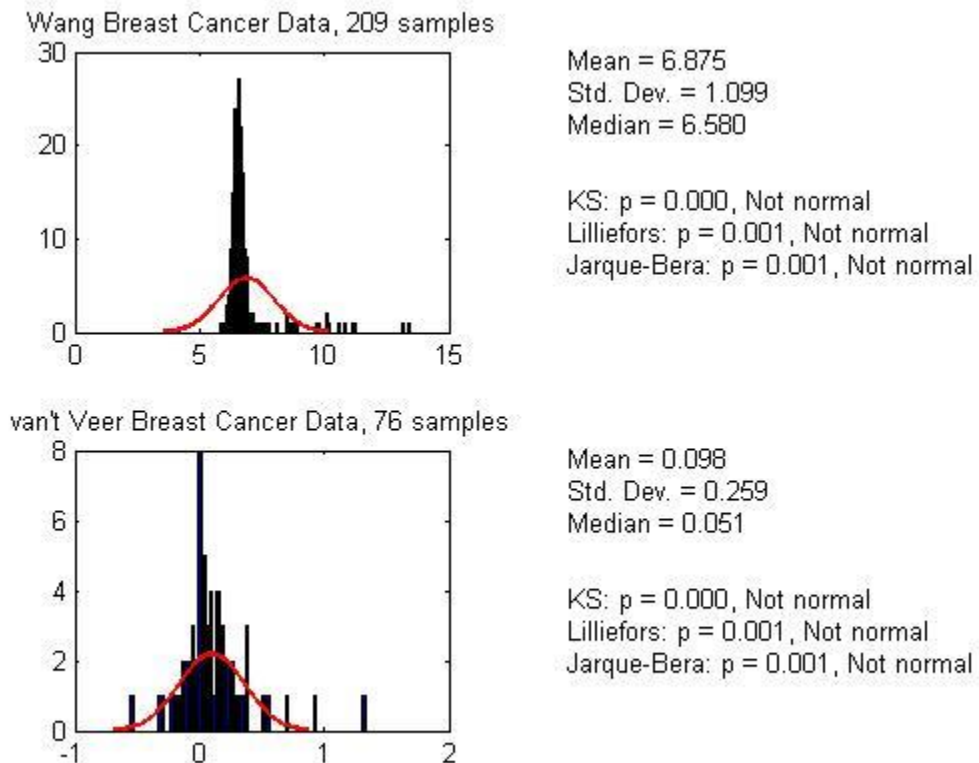 Wang Breast Cancer Data, 209 samples
30
20
10
0
0 5 10 15
Mean = 6.875
Std. Dev. = 1.099
Median = 6.580
KS: p = 0.000, Not normal
Lilliefors: p = 0.001, Not normal
Jarque-Bera: p = 0.001, Not normal
van't Veer Breast Cancer Data, 76 samples
8
6
4
2
0
-1 0 1 2
Mean = 0.098
Std. Dev. = 0.259
Median = 0.051
KS: p = 0.000, Not normal
Lilliefors: p = 0.001, Not normal
Jarque-Bera: p = 0.001, Not normal